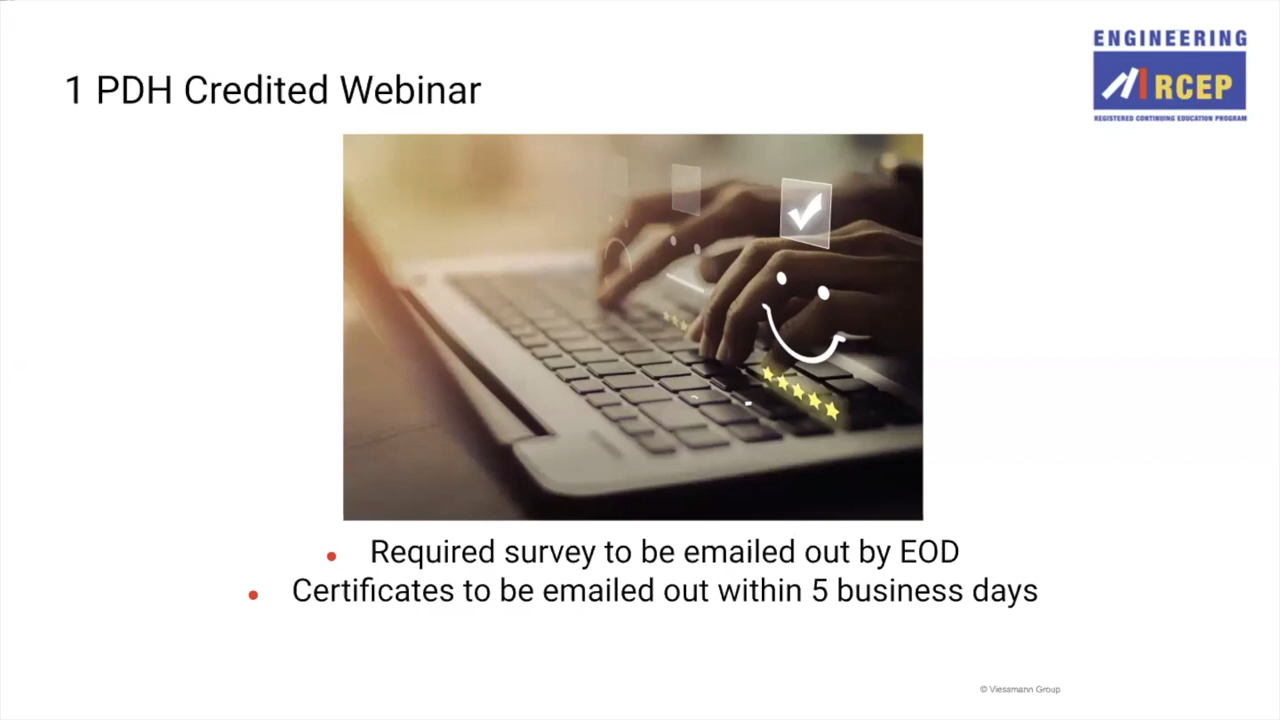 ENGINEERING
RCEP
REGISTERED CONTINUING EDUCATION PROGRAM
1 PDH Credited Webinar
• Required survey to be emailed out by EOD
• Certificates to be emailed out within 5 business days
© Viessmann Group